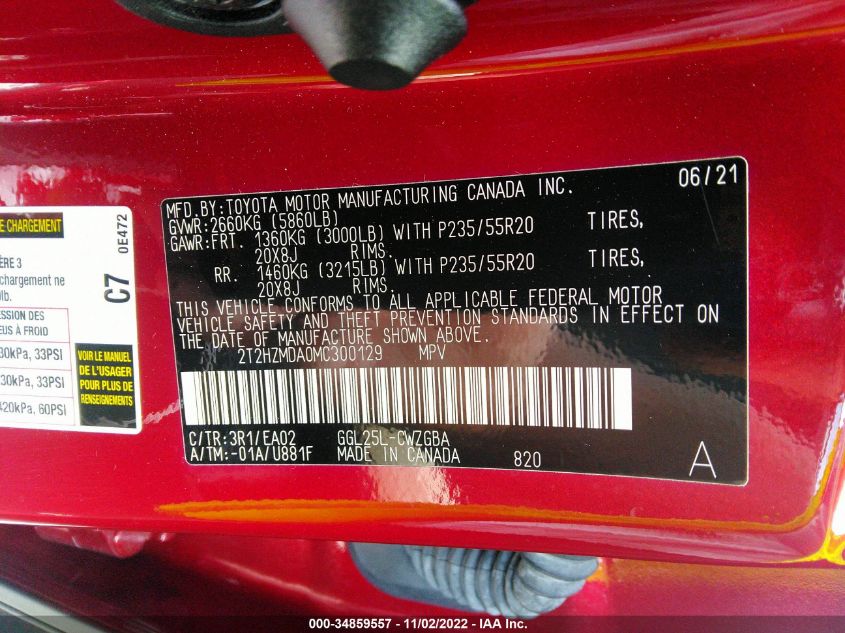 MFD.BY:TOYOTA MOTOR MANUFACTURING CANADA INC. 06/21
GVWR:2660KG (5860LB)
GAWR:FRT. 1360KG (3000LB) WITH P235/55R20 TIRES,
20X8J RIMS.
RR. 1460KG (3215LB) WITH P235/55R20 TIRES,
20X8J RIMS.
THIS VEHICLE CONFORMS TO ALL APPLICABLE FEDERAL MOTOR
VEHICLE SAFETY AND THEFT PREVENTION STANDARDS IN EFFECT ON
THE DATE OF MANUFACTURE SHOWN ABOVE.
2T2HZMDA0MC300129 MPV
C/TR:3R1/EA02 GGL25L-CWZGBA
A/TM:-01A/U881F MADE IN CANADA 820 A
E CHARGEMENT
0E472
C7
ÈRE 3
chargement ne
lb.
ESSION DES
EUS À FROID
30kPa, 33PSI
30kPa, 33PSI
420kPa, 60PSI
VOIR LE MANUEL
DE L'USAGER
POUR PLUS DE
RENSEIGNEMENTS
000-34859557 - 11/02/2022 - IAA Inc.